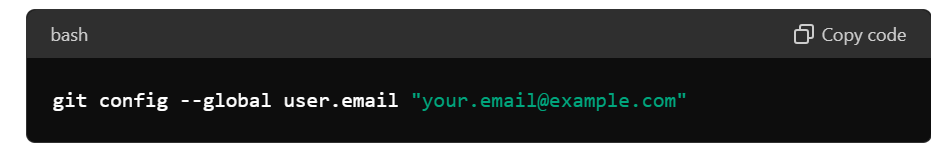 bash
Copy code
git config --global user.email "your.email@example.com"